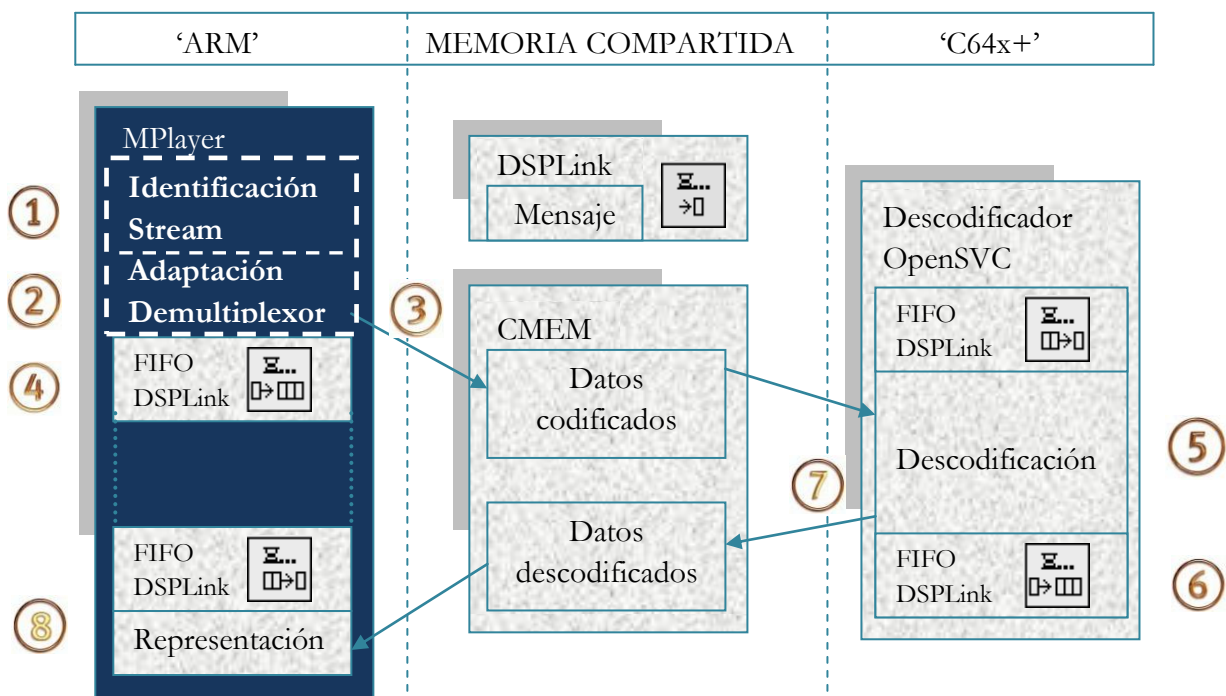 ‘ARM’
MEMORIA COMPARTIDA
‘C64x+’
MPlayer
Identificación
Stream
Adaptación
Demultiplexor
FIFO
DSPLink
FIFO
DSPLink
Representación
DSPLink
Mensaje
CMEM
Datos
codificados
Datos
descodificados
Descodificador
OpenSVC
FIFO
DSPLink
Descodificación
FIFO
DSPLink
1
2
3
4
5
6
7
8